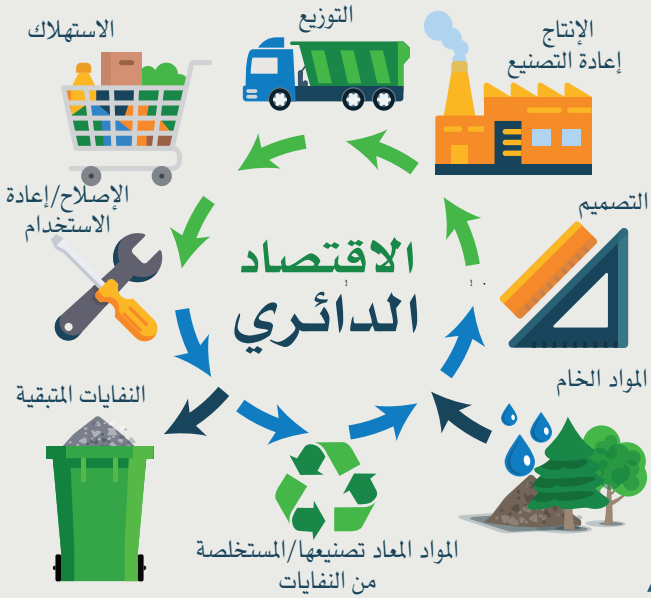 الاقتصاد
الدائري
المواد الخام
التصميم
الإنتاج
إعادة التصنيع
التوزيع
الاستهلاك
الإصلاح/إعادة
الاستخدام
النفايات المتبقية
المواد المعاد تصنيعها/المستخلصة
من النفايات